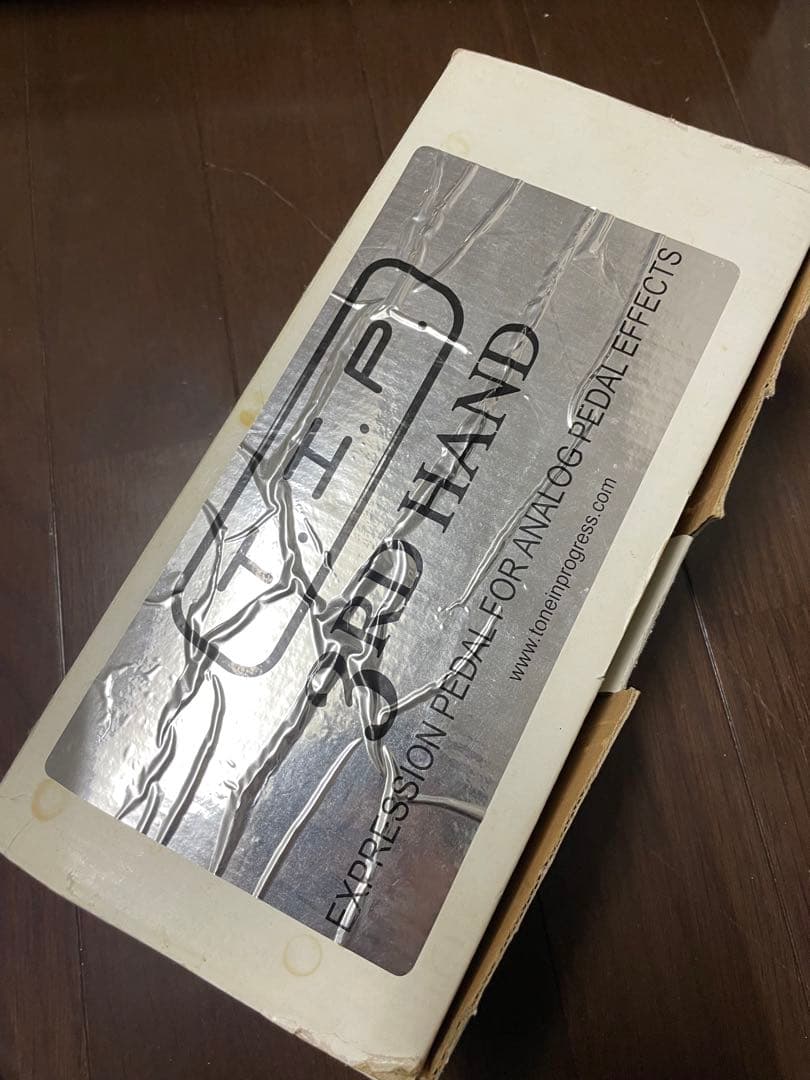 T.I.P.
3RD HAND
EXPRESSION PEDAL FOR ANALOG PEDAL EFFECTS
www.toneinprogress.com